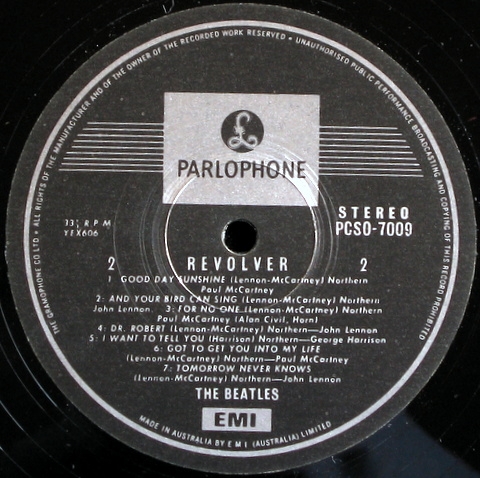 THE GRAMOPHONE CO LTD • ALL RIGHTS OF THE MANUFACTURER AND OF THE OWNER OF THE RECORDED WORK RESERVED • UNAUTHORISED PUBLIC PERFORMANCE BROADCASTING AND COPYING OF THIS RECORD PROHIBITED
£
PARLOPHONE
STEREO
33⅓ R P M
PCSO-7009
YEX606
2 REVOLVER 2
1 GOOD DAY SUNSHINE (Lennon-McCartney) Northern
Paul McCartney
2: AND YOUR BIRD CAN SING (Lennon-McCartney) Northern
John Lennon. 3: FOR NO ONE (Lennon-McCartney) Northern
Paul McCartney (Alan Civil, Horn)
4: DR. ROBERT (Lennon-McCartney) Northern—John Lennon
5: I WANT TO TELL YOU (Harrison) Northern—George Harrison
6: GOT TO GET YOU INTO MY LIFE
(Lennon-McCartney) Northern—Paul McCartney
7: TOMORROW NEVER KNOWS
(Lennon-McCartney) Northern—John Lennon
THE BEATLES
EMI
MADE IN AUSTRALIA BY E M I (AUSTRALIA) LIMITED